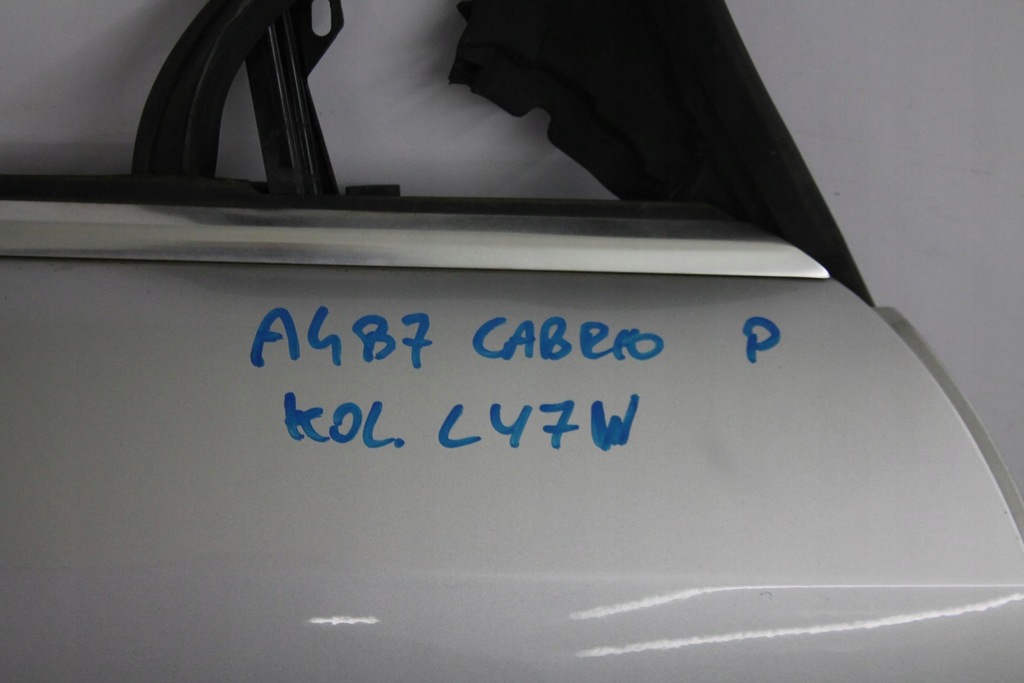 A4B7 CABRIO P
KOL. LY7W